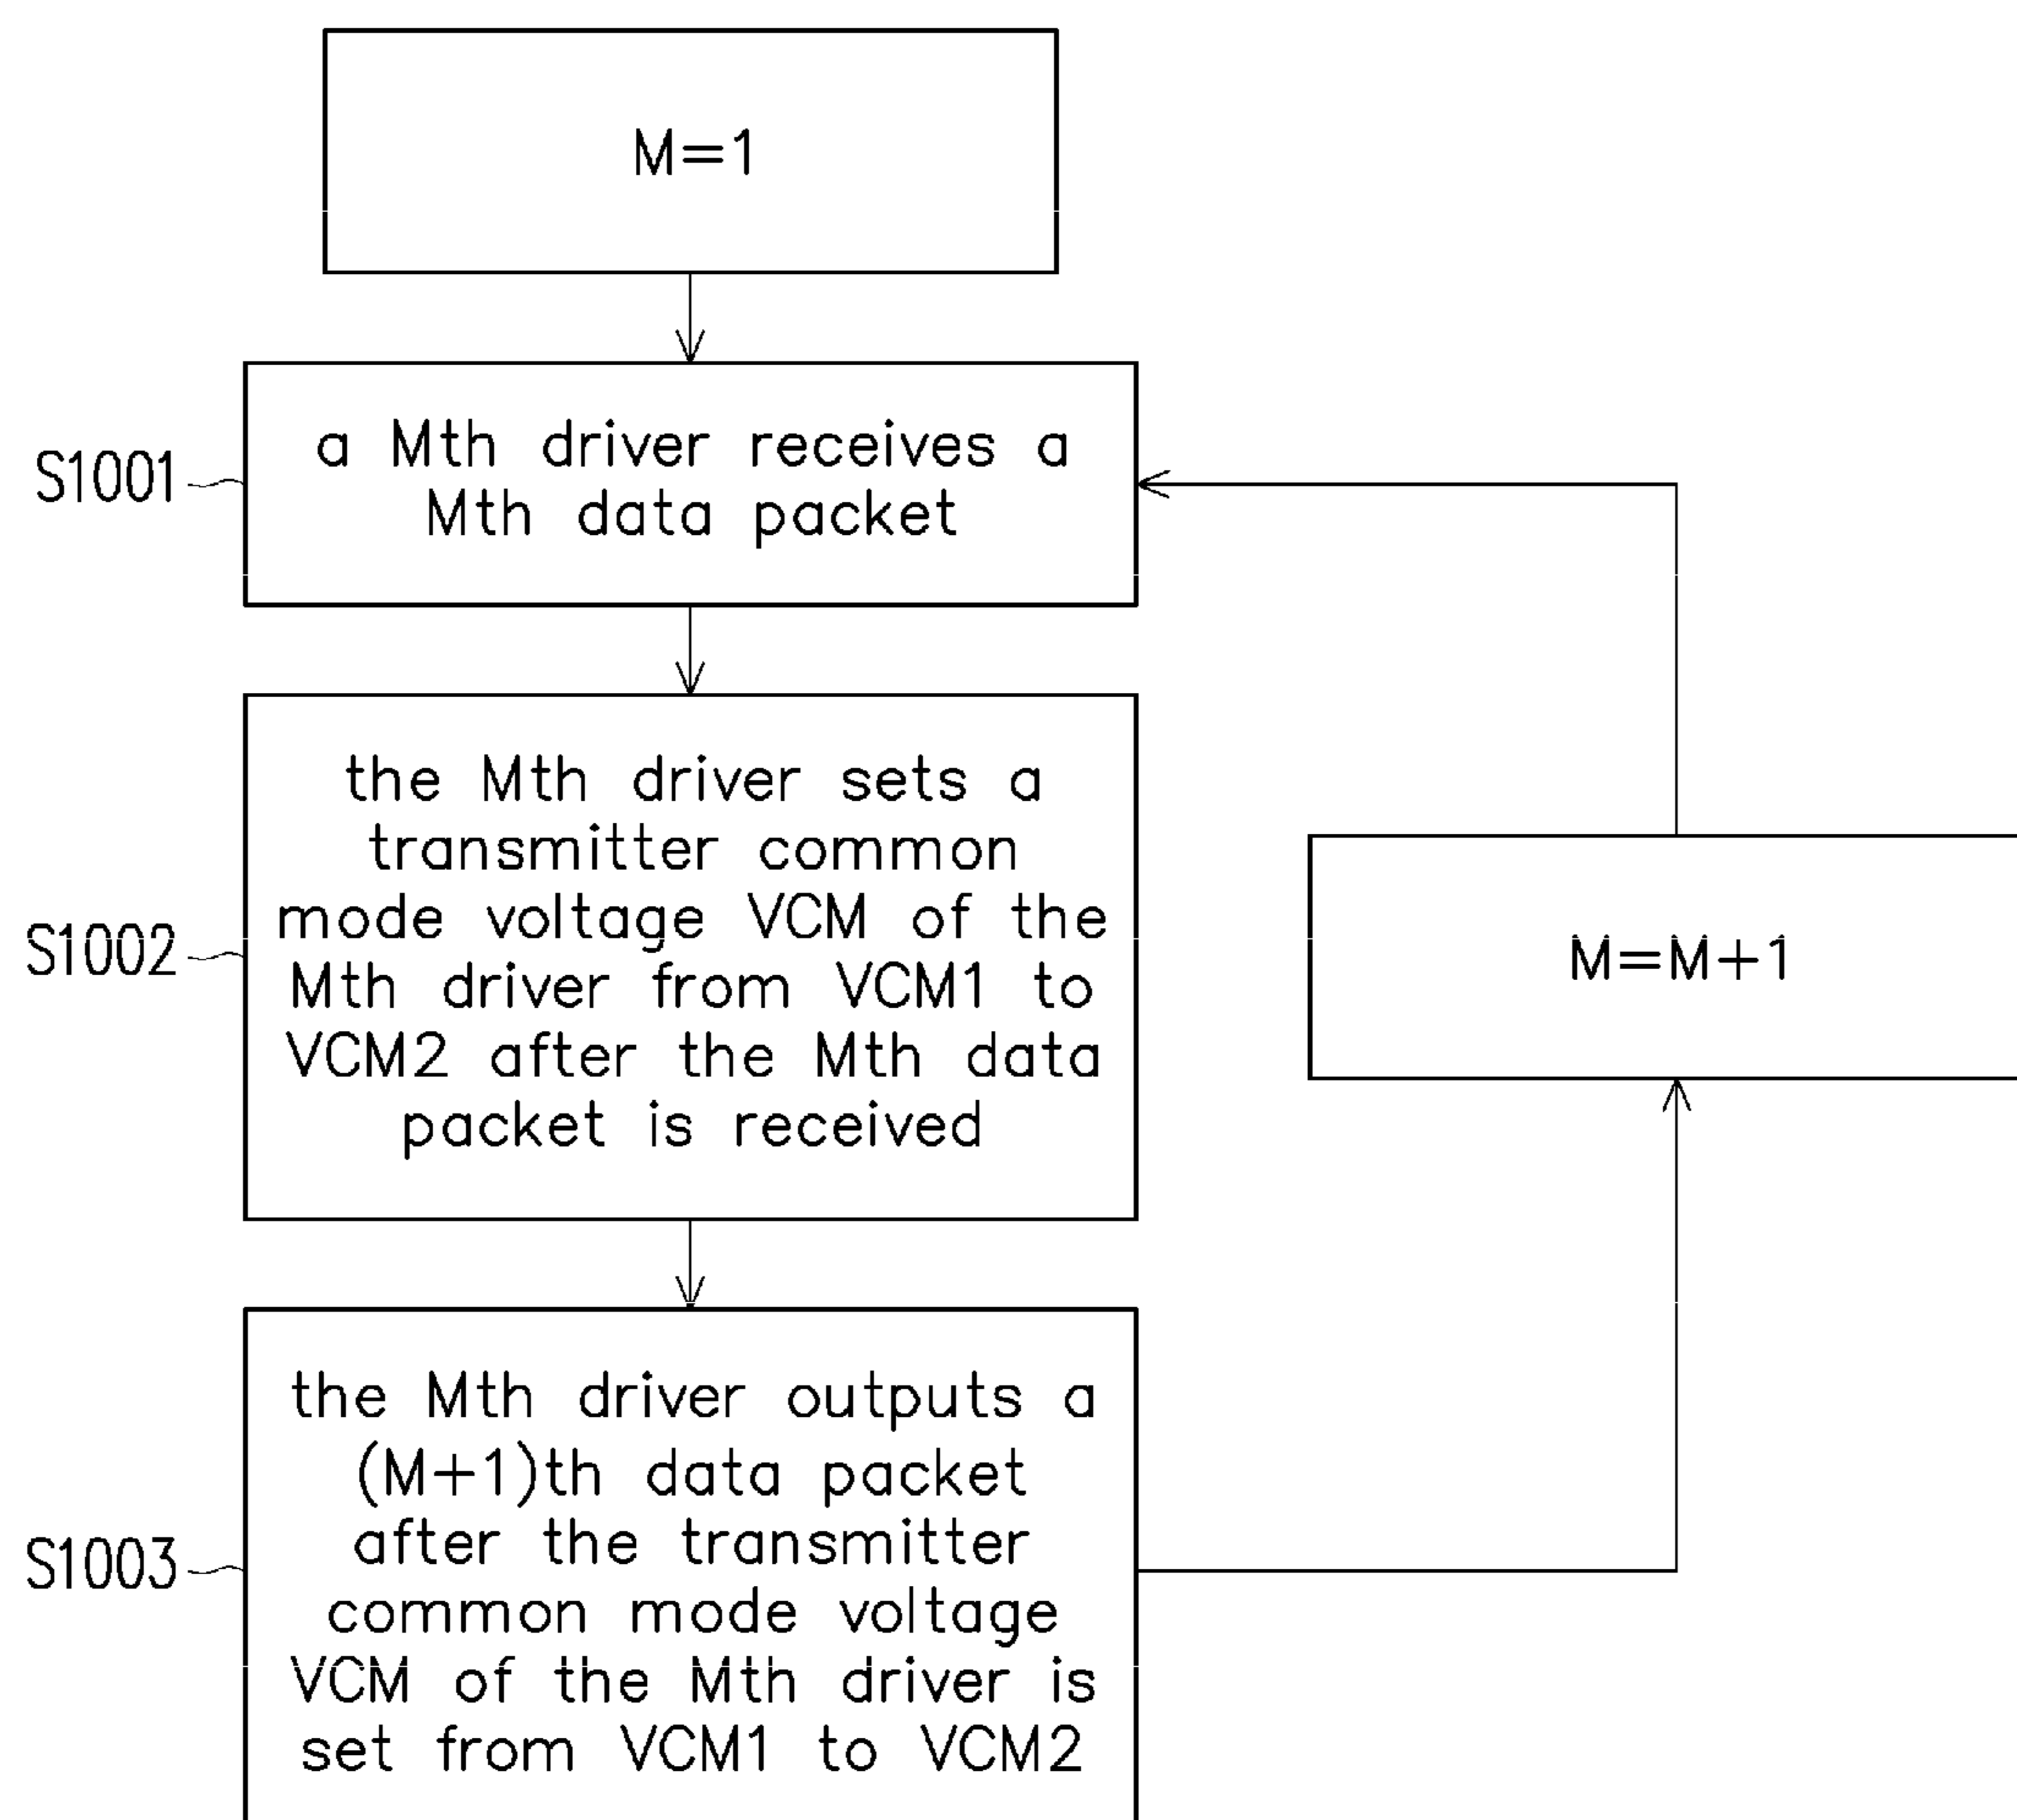 M=1
S1001
a Mth driver receives a
Mth data packet
S1002
the Mth driver sets a
transmitter common
mode voltage VCM of the
Mth driver from VCM1 to
VCM2 after the Mth data
packet is received
M=M+1
S1003
the Mth driver outputs a
(M+1)th data packet
after the transmitter
common mode voltage
VCM of the Mth driver is
set from VCM1 to VCM2